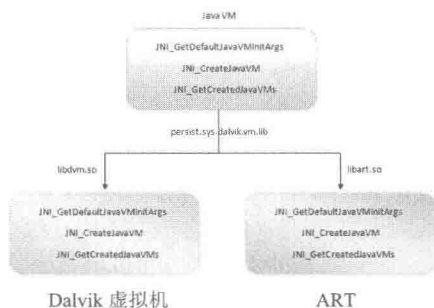 Java VM
JNI_GetDefaultJavaVMInitArgs
JNI_CreateJavaVM
JNI_GetCreatedJavaVMs
persist.sys.dalvik.vm.lib
libdvm.so
libart.so
JNI_GetDefaultJavaVMInitArgs
JNI_CreateJavaVM
JNI_GetCreatedJavaVMs
JNI_GetDefaultJavaVMInitArgs
JNI_CreateJavaVM
JNI_GetCreatedJavaVMs
Dalvik 虚拟机
ART